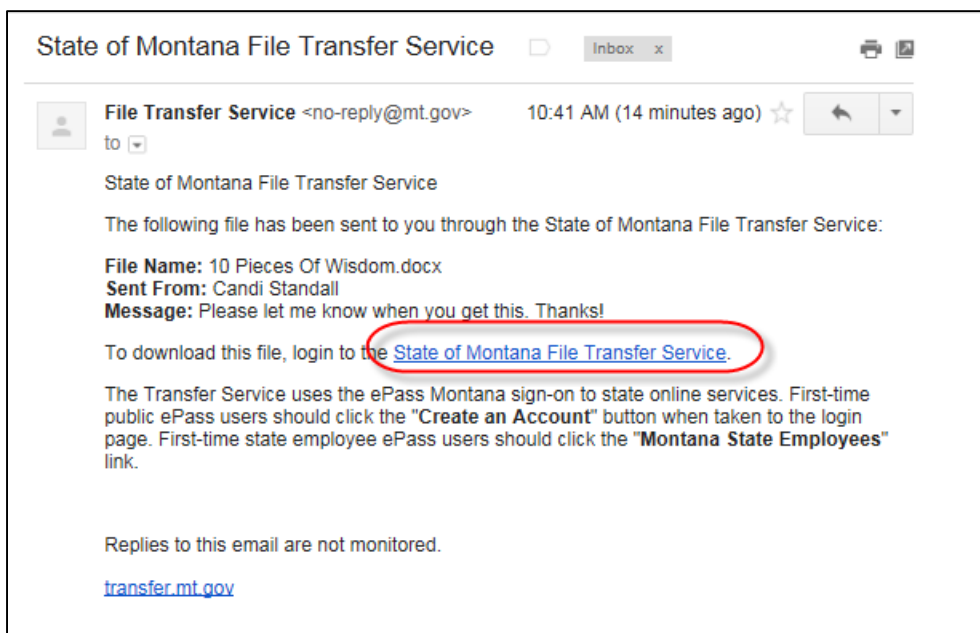 State of Montana File Transfer Service
Inbox x
File Transfer Service <no-reply@mt.gov> 10:41 AM (14 minutes ago)
to
State of Montana File Transfer Service
The following file has been sent to you through the State of Montana File Transfer Service:
File Name: 10 Pieces Of Wisdom.docx
Sent From: Candi Standall
Message: Please let me know when you get this. Thanks!
To download this file, login to the State of Montana File Transfer Service.
The Transfer Service uses the ePass Montana sign-on to state online services. First-time
public ePass users should click the "Create an Account" button when taken to the login
page. First-time state employee ePass users should click the "Montana State Employees"
link.
Replies to this email are not monitored.
transfer.mt.gov